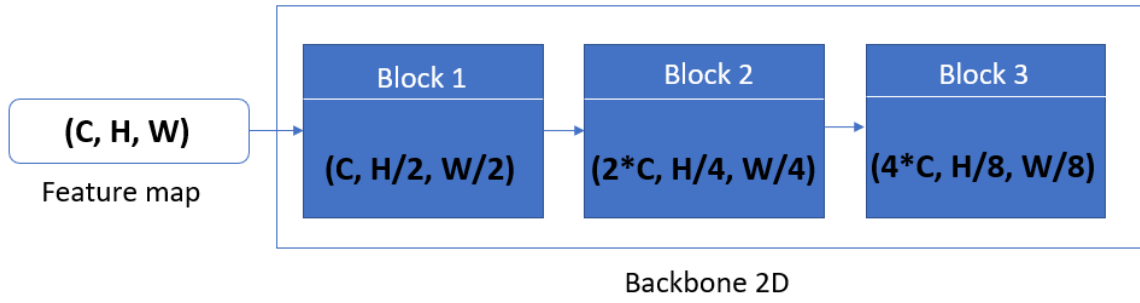 (C, H, W)
Feature map
Block 1
(C, H/2, W/2)
Block 2
(2*C, H/4, W/4)
Block 3
(4*C, H/8, W/8)
Backbone 2D